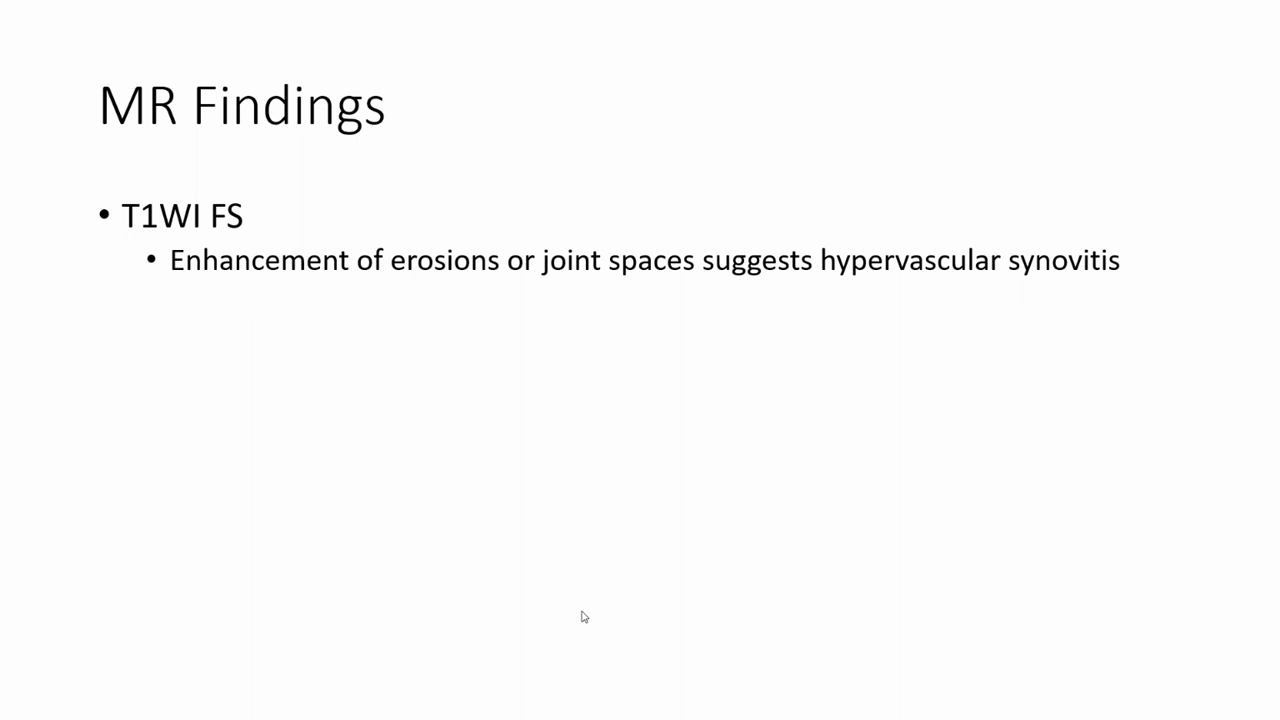 MR Findings
• T1WI FS
• Enhancement of erosions or joint spaces suggests hypervascular synovitis